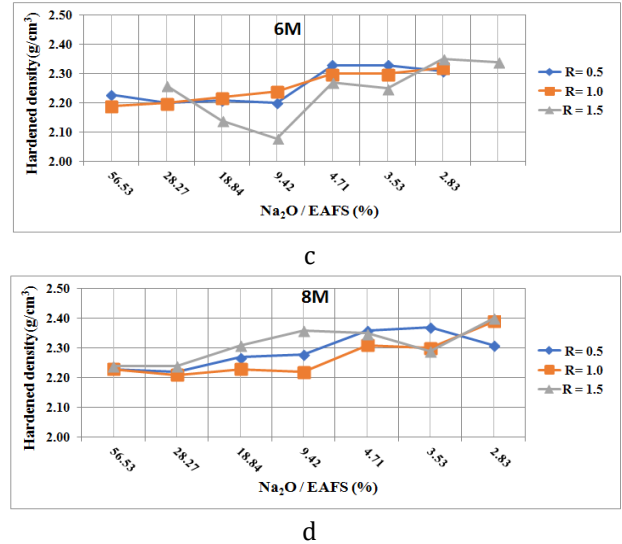 6M
Hardened density (g/cm³)
2.50
2.40
2.30
2.20
2.10
2.00
56.53
28.27
18.84
9.42
4.71
3.53
2.83
Na₂O / EAFS (%)
R= 0.5
R= 1.0
R = 1.5
c
8M
Hardened density (g/cm³)
2.50
2.40
2.30
2.20
2.10
2.00
56.53
28.27
18.84
9.42
4.71
3.53
2.83
Na₂O / EAFS (%)
R= 0.5
R= 1.0
R = 1.5
d